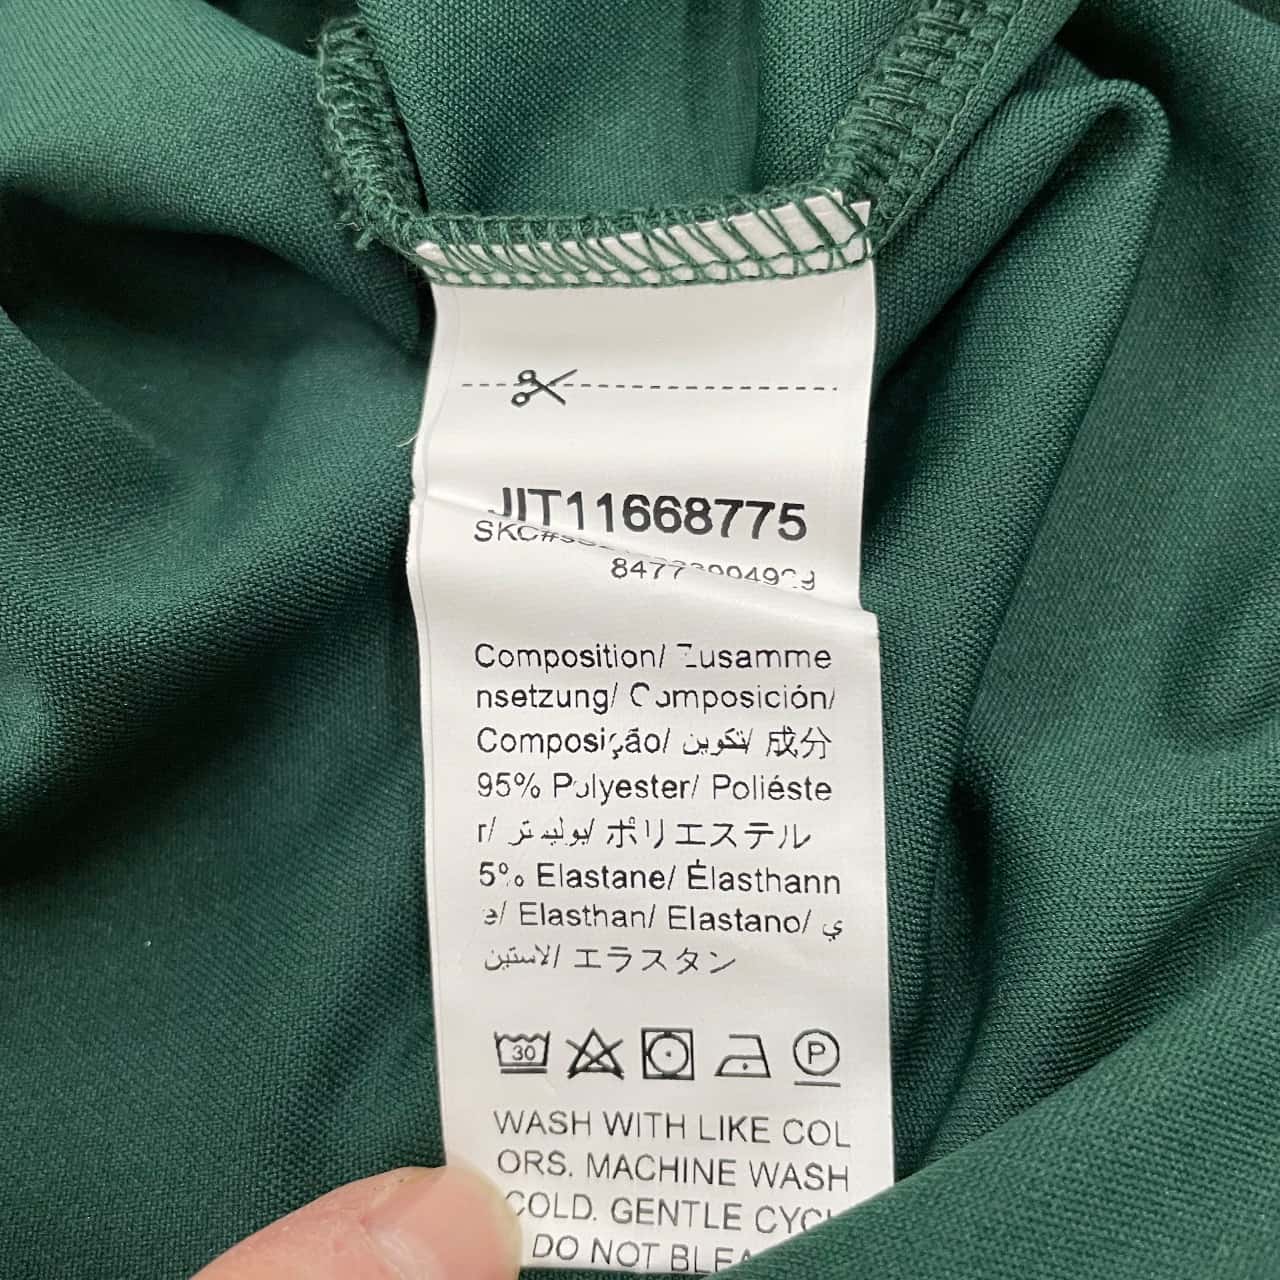 JIT11668775
Composition/ Zusamme
nsetzung/ Composición/
Composição/ تكوين/ 成分
95% Polyester/ Poliéste
r/ بوليستر/ ポリエステル
5% Elastane/ Élasthann
e/ Elasthan/ Elastano/ ي
الاستين/ エラスタン
30
P
WASH WITH LIKE COL
ORS. MACHINE WASH
COLD. GENTLE
DO NOT